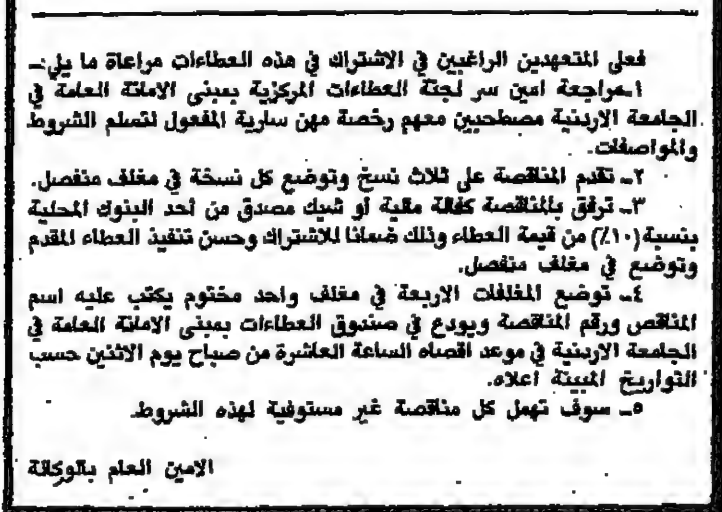 فعلى المتعهدين الراغبين في الاشتراك في هذه العطاءات مراعاة ما يلي:ـ
١ـ مراجعة امين سر لجنة العطاءات المركزية بمبنى الامانة العامة في
الجامعة الاردنية مصطحبين معهم رخصة مهن سارية المفعول لتسلم الشروط
والمواصفات.
٢ـ تقدم المناقصة على ثلاث نسخ وتوضع كل نسخة في مغلف منفصل.
٣ـ ترفق بالمناقصة كفالة مالية أو شيك مصدق من أحد البنوك المحلية
بنسبة (١٠٪) من قيمة العطاء وذلك ضمانا للاشتراك وحسن تنفيذ العطاء المقدم
وتوضع في مغلف منفصل.
٤ـ توضع المغلفات الاربعة في مغلف واحد مختوم يكتب عليه اسم
المناقص ورقم المناقصة ويودع في صندوق العطاءات بمبنى الامانة العامة في
الجامعة الاردنية في موعد اقصاه الساعة العاشرة من صباح يوم الاثنين حسب
التواريخ المبينة اعلاه.
٥ـ سوف تهمل كل مناقصة غير مستوفية لهذه الشروط.
الامين العام بالوكالة